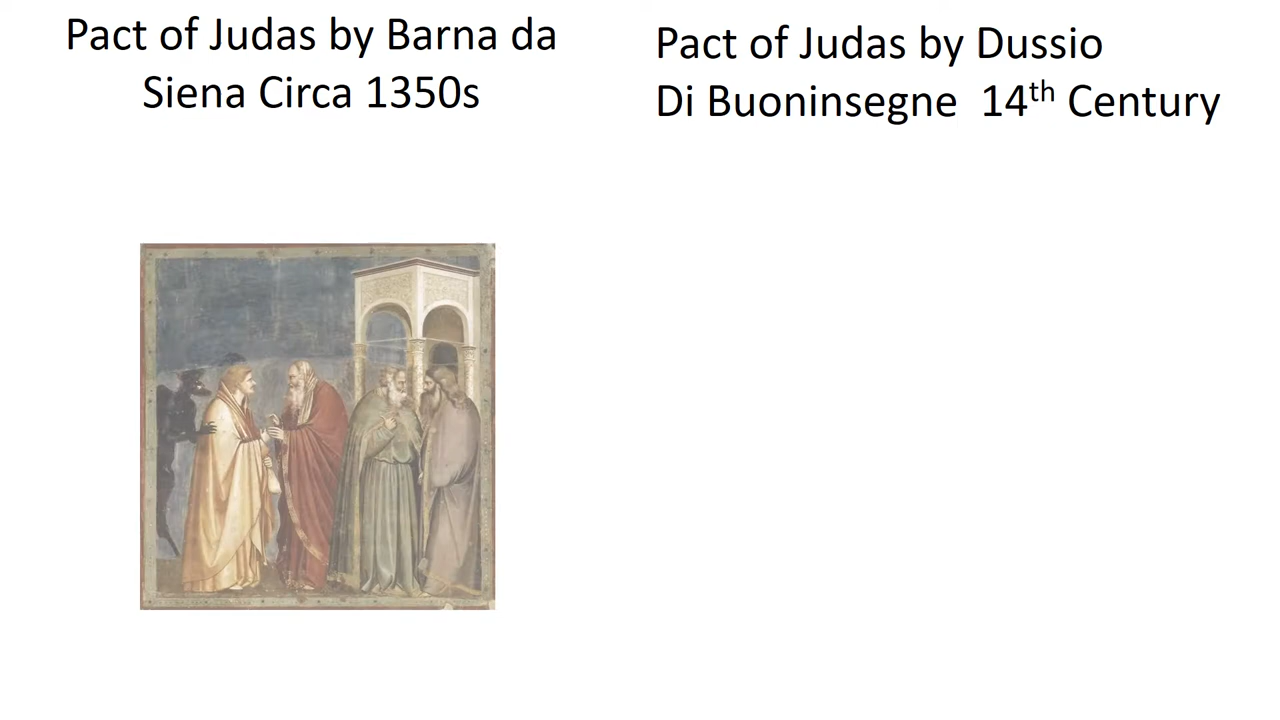 Pact of Judas by Barna da
Siena Circa 1350s
Pact of Judas by Dussio
Di Buoninsegne 14th Century